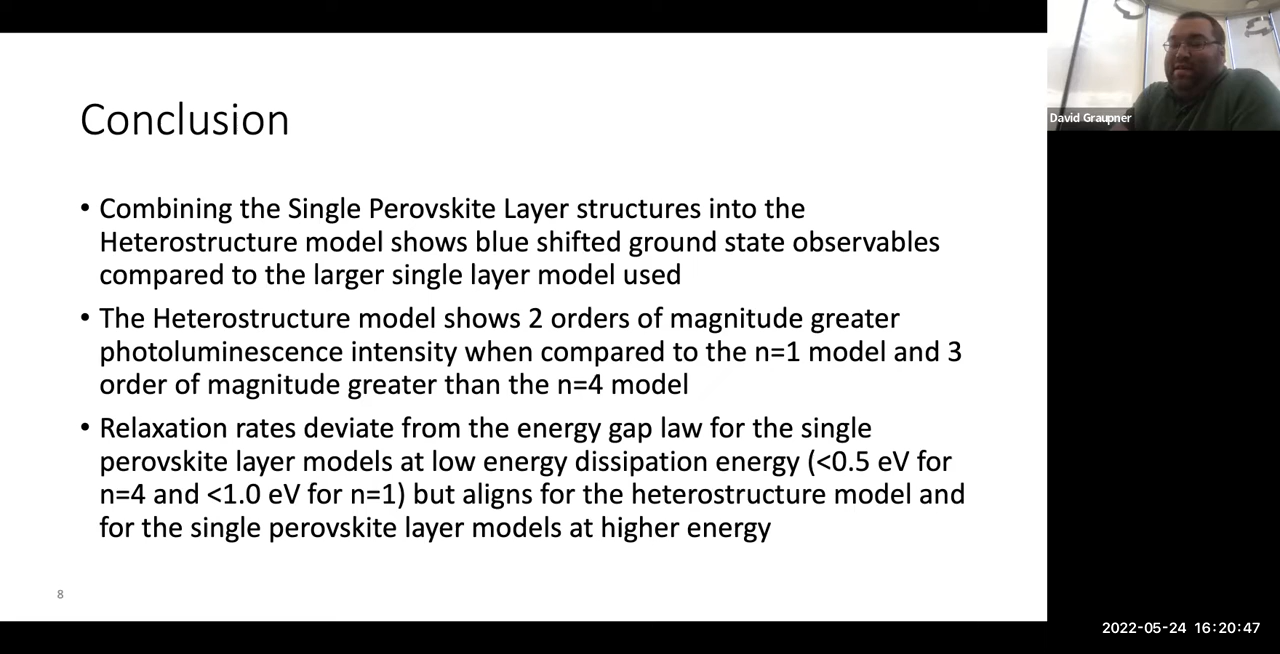 Conclusion
• Combining the Single Perovskite Layer structures into the
Heterostructure model shows blue shifted ground state observables
compared to the larger single layer model used
• The Heterostructure model shows 2 orders of magnitude greater
photoluminescence intensity when compared to the n=1 model and 3
order of magnitude greater than the n=4 model
• Relaxation rates deviate from the energy gap law for the single
perovskite layer models at low energy dissipation energy (<0.5 eV for
n=4 and <1.0 eV for n=1) but aligns for the heterostructure model and
for the single perovskite layer models at higher energy
8
David Graupner
2022-05-24 16:20:47